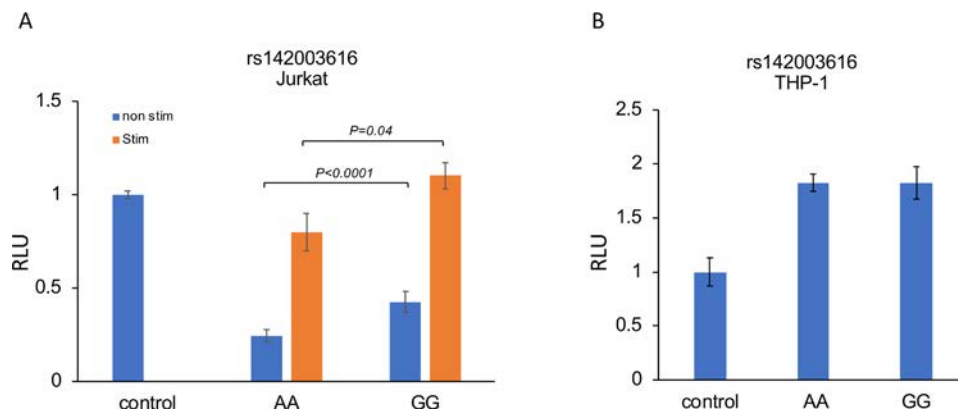 A
rs142003616
Jurkat
1.5
non stim
Stim
P=0.04
P<0.0001
1
RLU
0.5
0
control
AA
GG
B
rs142003616
THP-1
2.5
2
1.5
RLU
1
0.5
0
control
AA
GG